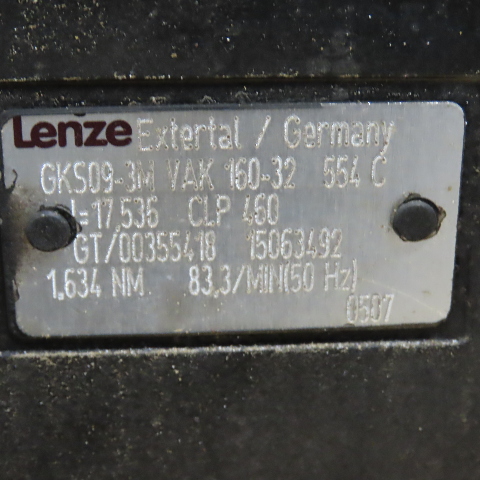 Lenze Extertal / Germany
GKS09-3M VAK 160-32 554 C
i=17,536 CLP 460
GT/00355418 15063492
1.634 NM 83,3/MIN(50 Hz)
0507